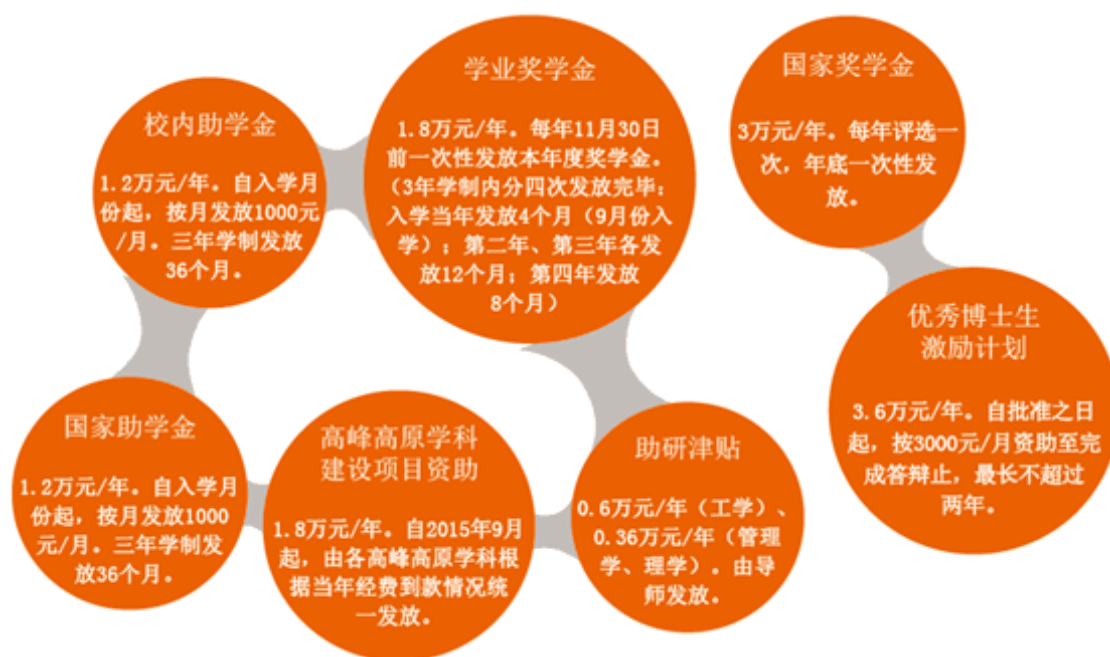 校内助学金
1.2万元/年。自入学月
份起，按月发放1000元
/月。三年学制发放
36个月。
学业奖学金
1.8万元/年。每年11月30日
前一次性发放本年度奖学金。
（3年学制内分四次发放完毕：
入学当年发放4个月（9月份入
学）；第二年、第三年各发
放12个月；第四年发放
8个月）
国家奖学金
3万元/年。每年评选一
次，年底一次性发
放。
国家助学金
1.2万元/年。自入学月
份起，按月发放1000
元/月。三年学制发
放36个月。
高峰高原学科
建设项目资助
1.8万元/年。自2015年9月
起，由各高峰高原学科根
据当年经费到款情况统
一发放。
助研津贴
0.6万元/年（工学）、
0.36万元/年（管理
学、理学）。由导
师发放。
优秀博士生
激励计划
3.6万元/年。自批准之日
起，按3000元/月资助至完
成答辩止，最长不超过
两年。